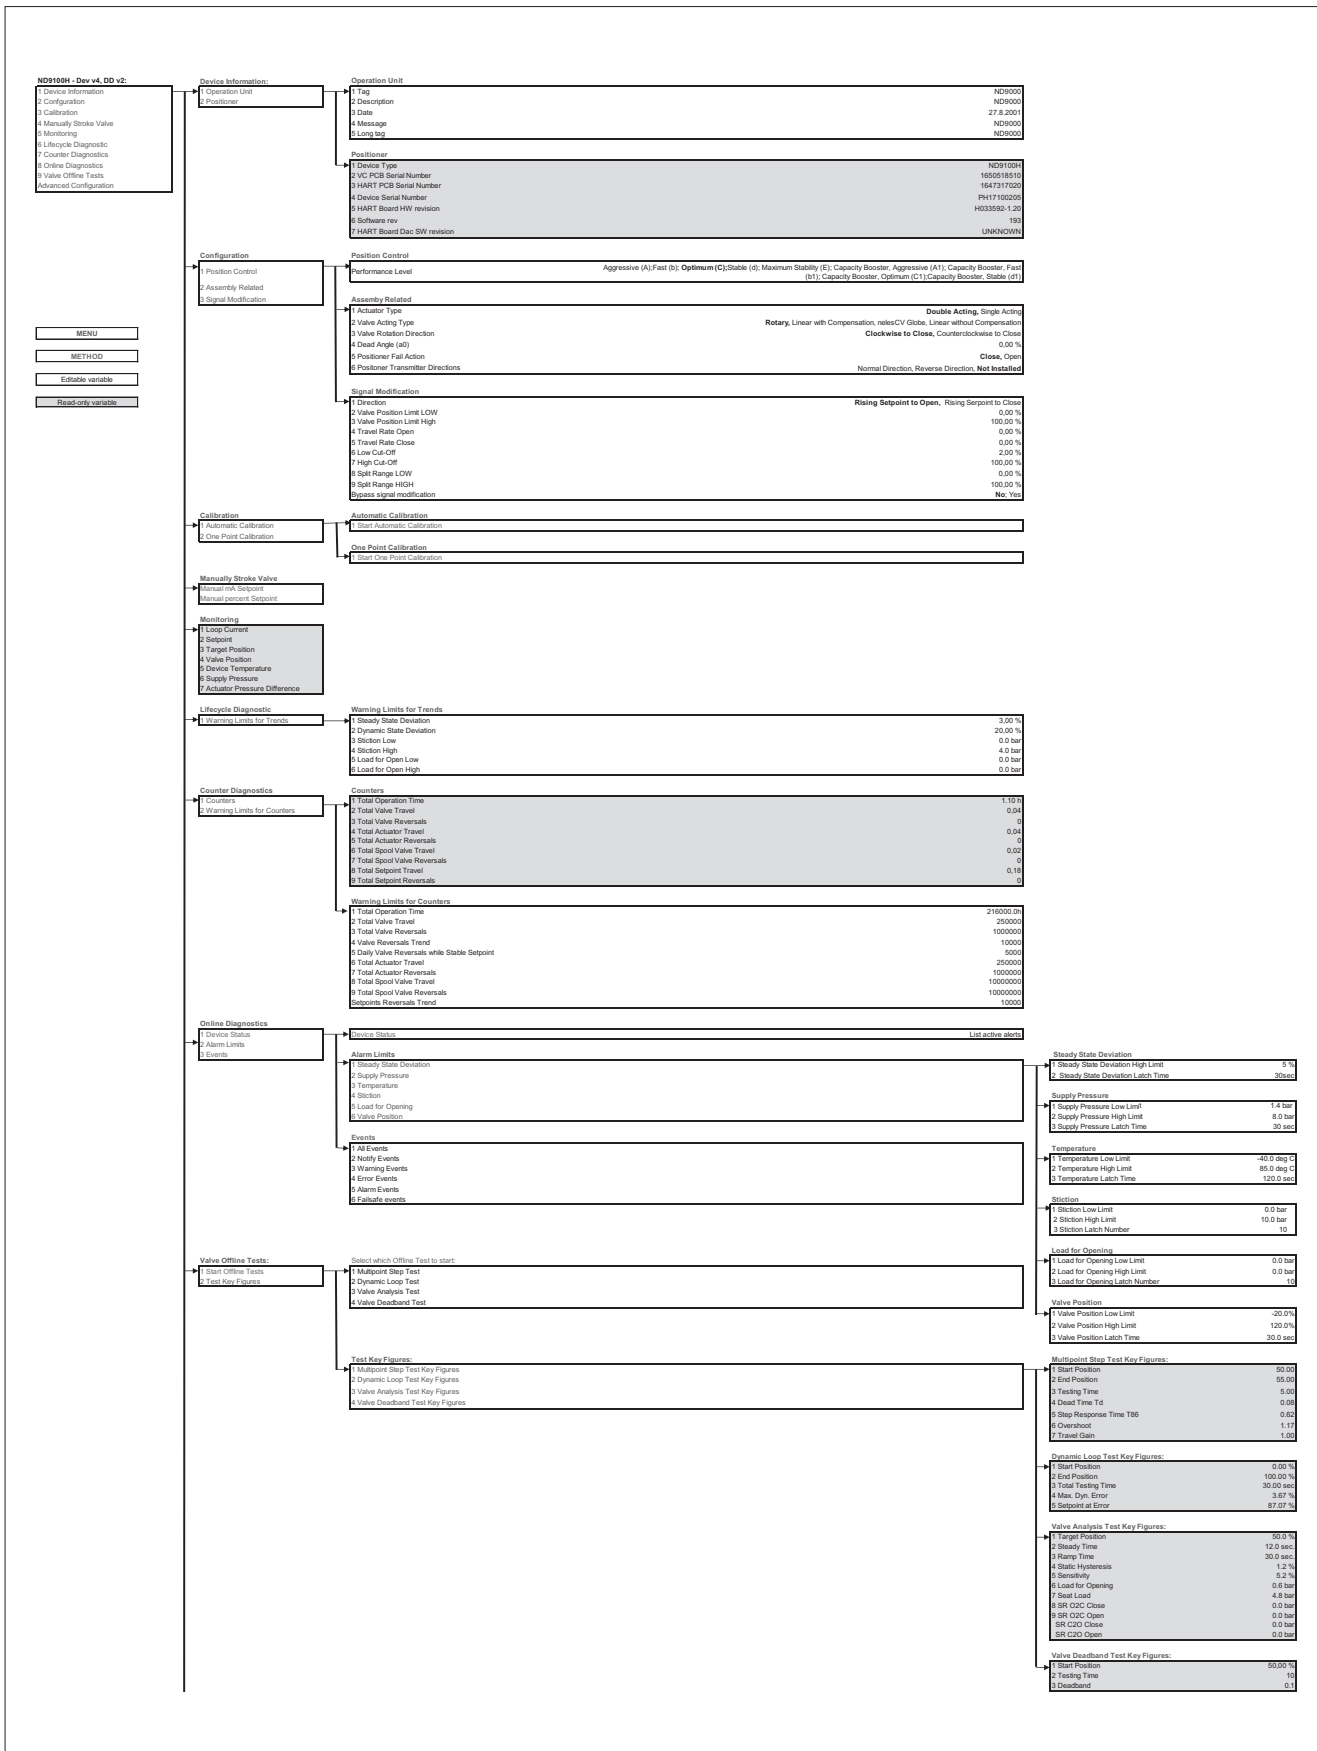 ND9100H - Dev v4, DD v2:
1 Device Information
2 Configuration
3 Calibration
4 Manually Stroke Valve
5 Monitoring
6 Lifecycle Diagnostic
7 Counter Diagnostics
8 Online Diagnostics
9 Valve Offline Tests
Advanced Configuration
MENU
METHOD
Editable variable
Read-only variable
Device Information:
1 Operation Unit
2 Positioner
Operation Unit
1 Tag ND9000
2 Description ND9000
3 Date 27.8.2001
4 Message ND9000
5 Long tag ND9000
Positioner
1 Device Type ND9100H
2 VC PCB Serial Number 1650518510
3 HART PCB Serial Number 1647317020
4 Device Serial Number PH17100205
5 HART Board HW revision H033592-1.20
6 Software rev 193
7 HART Board Dac SW revision UNKNOWN
Configuration
1 Position Control
2 Assembly Related
3 Signal Modification
Position Control
Performance Level Aggressive (A);Fast (b); Optimum (C);Stable (d); Maximum Stability (E); Capacity Booster, Aggressive (A1); Capacity Booster, Fast
(b1); Capacity Booster, Optimum (C1);Capacity Booster, Stable (d1)
Assemby Related
1 Actuator Type Double Acting, Single Acting
2 Valve Acting Type Rotary, Linear with Compensation, nelesCV Globe, Linear without Compensation
3 Valve Rotation Direction Clockwise to Close, Counterclockwise to Close
4 Dead Angle (a0) 0,00 %
5 Positioner Fail Action Close, Open
6 Positoner Transmitter Directions Normal Direction, Reverse Direction, Not Installed
Signal Modification
1 Direction Rising Setpoint to Open, Rising Serpoint to Close
2 Valve Position Limit LOW 0,00 %
3 Valve Position Limit High 100,00 %
4 Travel Rate Open 0,00 %
5 Travel Rate Close 0,00 %
6 Low Cut-Off 2,00 %
7 High Cut-Off 100,00 %
8 Split Range LOW 0,00 %
9 Split Range HIGH 100,00 %
Bypass signal modification No; Yes
Calibration
1 Automatic Calibration
2 One Point Calibration
Automatic Calibration
1 Start Automatic Calibration
One Point Calibration
1 Start One Point Calibration
Manually Stroke Valve
Manual mA Setpoint
Manual percent Setpoint
Monitoring
1 Loop Current
2 Setpoint
3 Target Position
4 Valve Position
5 Device Temperature
6 Supply Pressure
7 Actuator Pressure Difference
Lifecycle Diagnostic
1 Warning Limits for Trends
Warning Limits for Trends
1 Steady State Deviation 3,00 %
2 Dynamic State Deviation 20,00 %
3 Stiction Low 0.0 bar
4 Stiction High 4.0 bar
5 Load for Open Low 0.0 bar
6 Load for Open High 0.0 bar
Counter Diagnostics
1 Counters
2 Warning Limits for Counters
Counters
1 Total Operation Time 1.10 h
2 Total Valve Travel 0,04
3 Total Valve Reversals 0
4 Total Actuator Travel 0,04
5 Total Actuator Reversals 0
6 Total Spool Valve Travel 0,02
7 Total Spool Valve Reversals 0
8 Total Setpoint Travel 0,18
9 Total Setpoint Reversals 0
Warning Limits for Counters
1 Total Operation Time 216000.0h
2 Total Valve Travel 250000
3 Total Valve Reversals 1000000
4 Valve Reversals Trend 10000
5 Daily Valve Reversals while Stable Setpoint 5000
6 Total Actuator Travel 250000
7 Total Actuator Reversals 1000000
8 Total Spool Valve Travel 10000000
9 Total Spool Valve Reversals 10000000
Setpoints Reversals Trend 10000
Online Diagnostics
1 Device Status
2 Alarm Limits
3 Events
Device Status List active alerts
Alarm Limits
1 Steady State Deviation
2 Supply Pressure
3 Temperature
4 Stiction
5 Load for Opening
6 Valve Position
Events
1 All Events
2 Notify Events
3 Warning Events
4 Error Events
5 Alarm Events
6 Failsafe events
Steady State Deviation
1 Steady State Deviation High Limit 5 %
2 Steady State Deviation Latch Time 30sec
Supply Pressure
1 Supply Pressure Low Limit 1.4 bar
2 Supply Pressure High Limit 8.0 bar
3 Supply Pressure Latch Time 30 sec
Temperature
1 Temperature Low Limit -40.0 deg C
2 Temperature High Limit 85.0 deg C
3 Temperature Latch Time 120.0 sec
Stiction
1 Stiction Low Limit 0.0 bar
2 Stiction High Limit 10.0 bar
3 Stiction Latch Number 10
Load for Opening
1 Load for Opening Low Limit 0.0 bar
2 Load for Opening High Limit 0.0 bar
3 Load for Opening Latch Number 10
Valve Position
1 Valve Position Low Limit -20.0%
2 Valve Position High Limit 120.0%
3 Valve Position Latch Time 30.0 sec
Valve Offline Tests:
1 Start Offline Tests
2 Test Key Figures
Select which Offline Test to start:
1 Multipoint Step Test
2 Dynamic Loop Test
3 Valve Analysis Test
4 Valve Deadband Test
Test Key Figures:
1 Multipoint Step Test Key Figures
2 Dynamic Loop Test Key Figures
3 Valve Analysis Test Key Figures
4 Valve Deadband Test Key Figures
Multipoint Step Test Key Figures:
1 Start Position 50.00
2 End Position 55.00
3 Testing Time 5.00
4 Dead Time Td 0.08
5 Step Response Time T86 0.62
6 Overshoot 1.17
7 Travel Gain 1.00
Dynamic Loop Test Key Figures:
1 Start Position 0.00 %
2 End Position 100.00 %
3 Total Testing Time 30.00 sec
4 Max. Dyn. Error 3.67 %
5 Setpoint at Error 87.07 %
Valve Analysis Test Key Figures:
1 Target Position 50.0 %
2 Steady Time 12.0 sec.
3 Ramp Time 30.0 sec.
4 Static Hysteresis 1.2 %
5 Sensitivity 5.2 %
6 Load for Opening 0.6 bar
7 Seat Load 4.8 bar
8 SR O2C Close 0.0 bar
9 SR O2C Open 0.0 bar
SR C2O Close 0.0 bar
SR C2O Open 0.0 bar
Valve Deadband Test Key Figures:
1 Start Position 50,00 %
2 Testing Time 10
3 Deadband 0.1